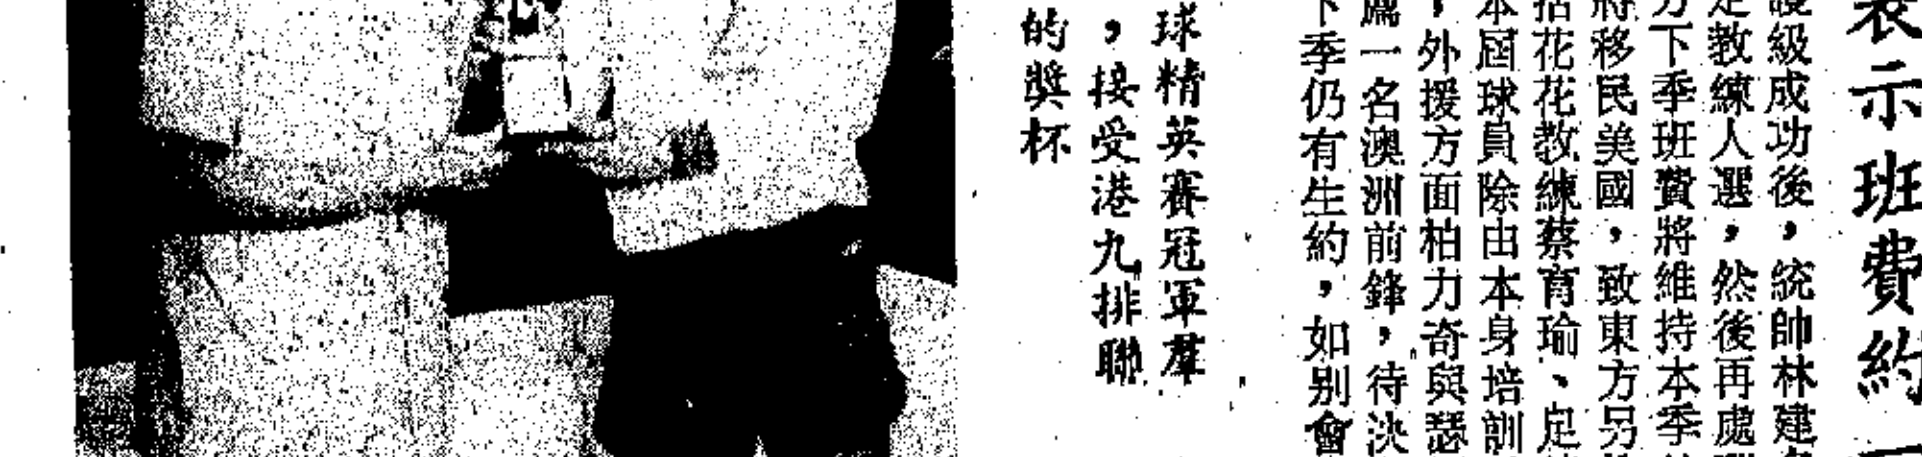 表示班費約
護級成功後，統帥林建
定教練人選，然後再處
方下季班費將維持本季
將移民美國，致東方另
括花花教練蔡育瑜、足
本屆球員除由本身培訓
，外援方面柏力奇與瑟
薦一名澳洲前鋒，待決
下季仍有生約，如別會
球精英賽冠軍羣
，接受港九排聯
的獎杯